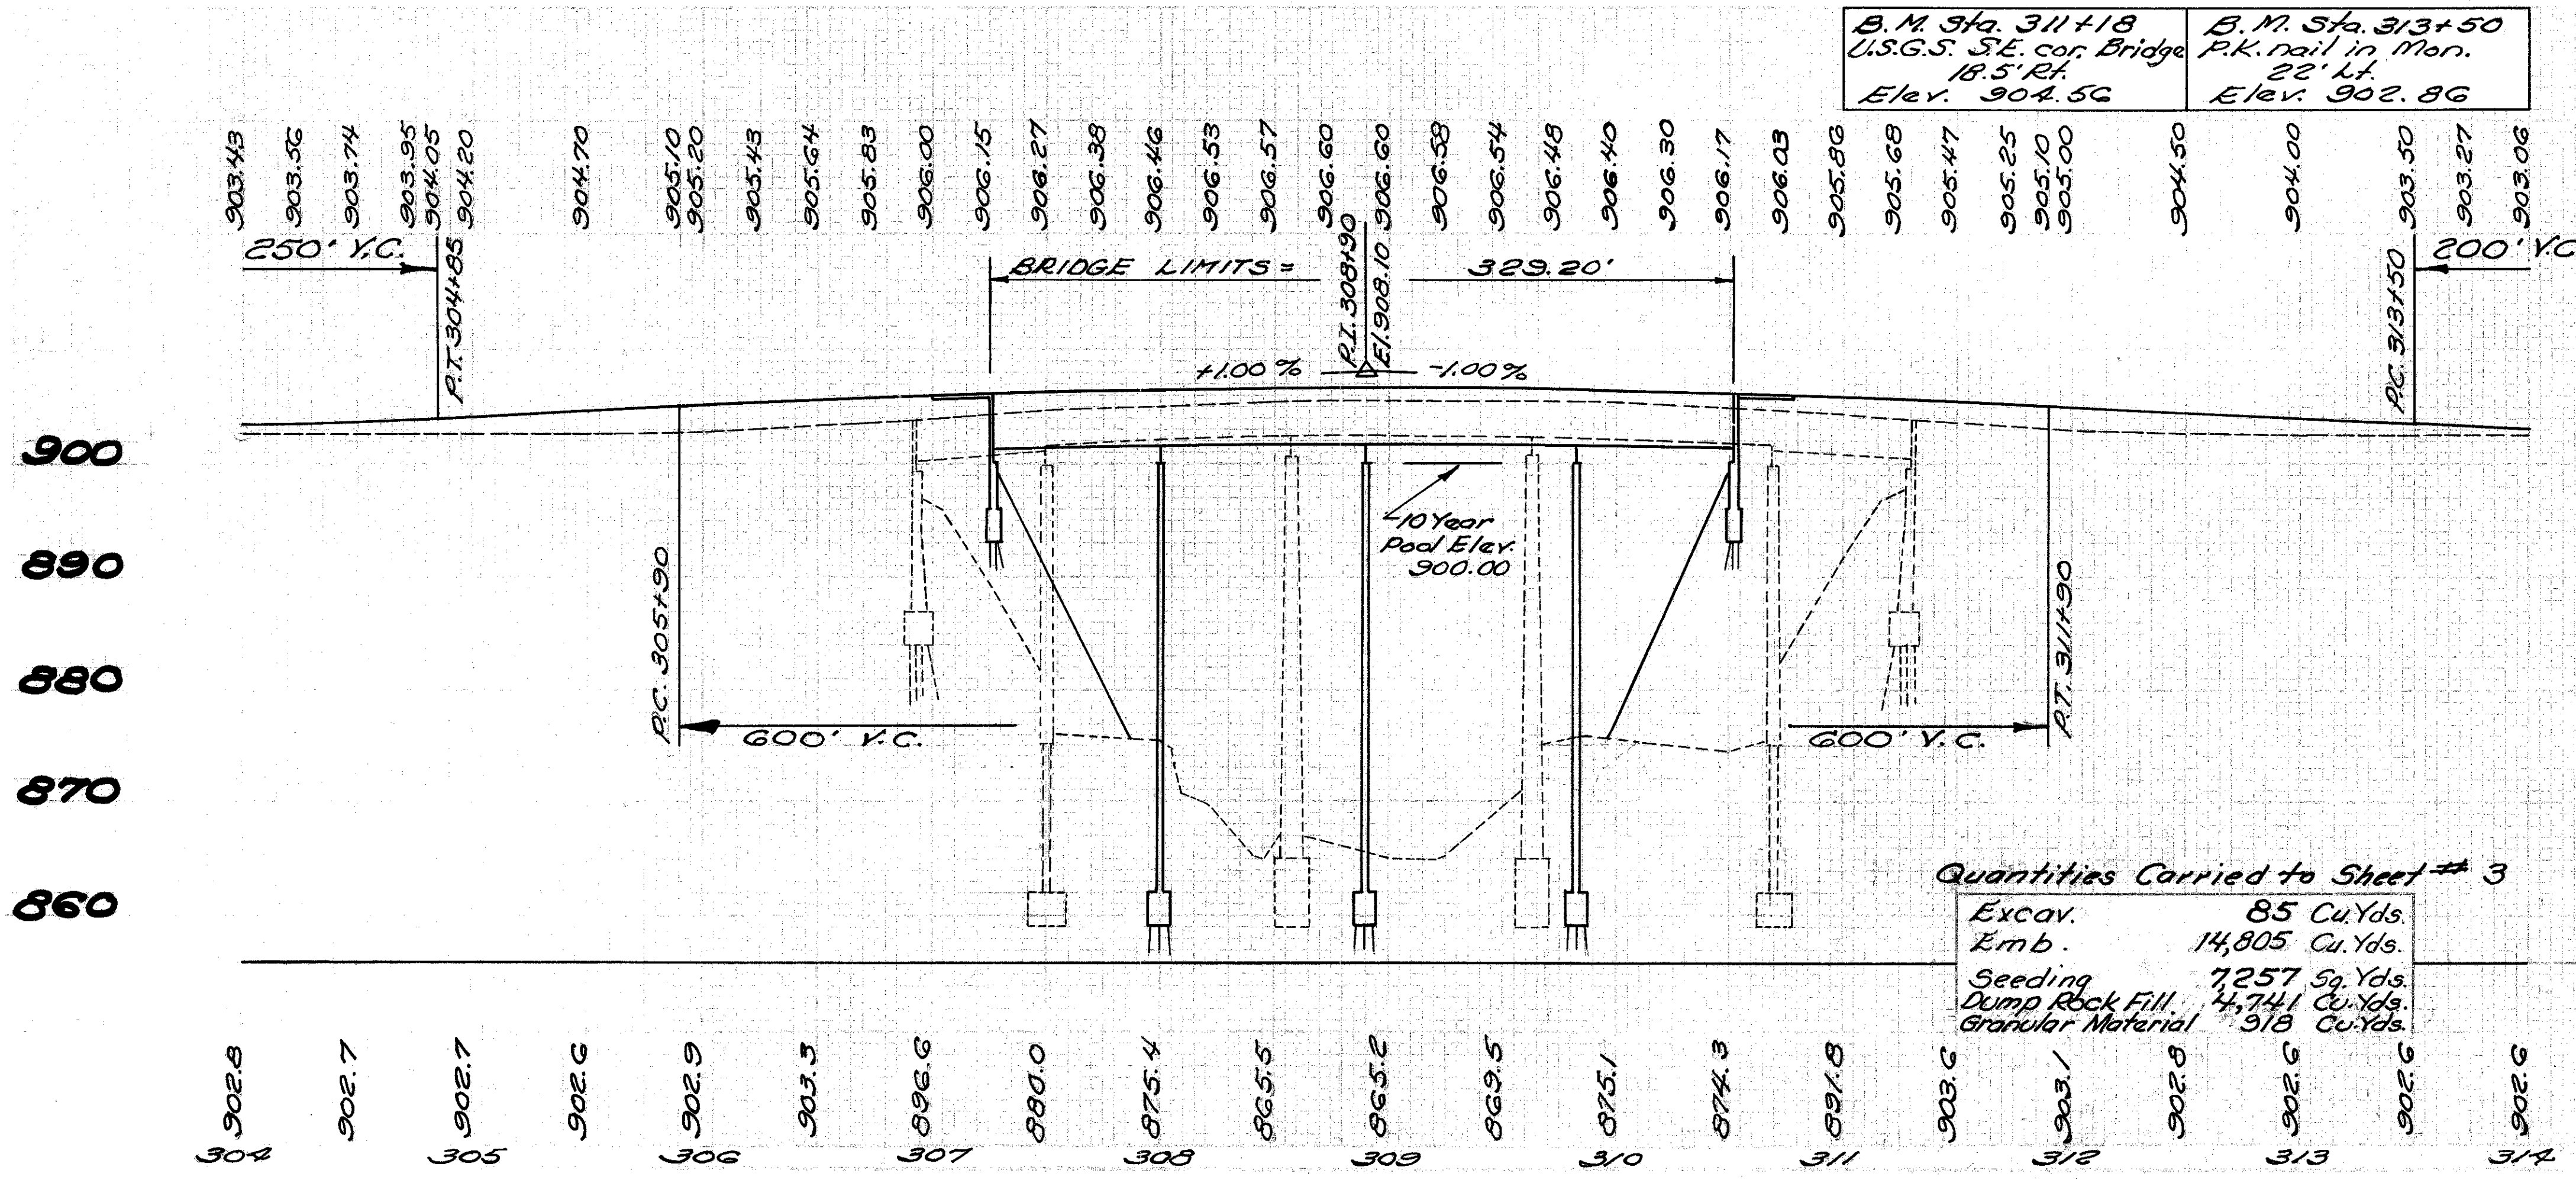 B.M. Sta. 311+18
U.S.G.S. S.E. cor. Bridge
18.5' Rt.
Elev. 904.56
B.M. Sta. 313+50
P.K. nail in Mon.
22' Lt.
Elev. 902.86
903.43
903.56
903.74
903.95
904.05
904.20
904.70
905.10
905.20
905.43
905.64
905.83
906.00
906.15
906.27
906.38
906.46
906.53
906.57
906.60
906.60
906.58
906.54
906.48
906.40
906.30
906.17
906.03
905.86
905.68
905.47
905.25
905.10
905.00
904.50
904.00
903.50
903.27
903.06
250' V.C.
P.T. 304+85
BRIDGE LIMITS = 329.20'
P.I. 308+90
El. 908.10
P.C. 313+50
200' V.C.
+1.00 %
-1.00 %
900
890
880
870
860
10 Year
Pool Elev.
900.00
P.C. 305+90
600' V.C.
600' V.C.
P.T. 311+90
Quantities Carried to Sheet # 3
Excav. 85 Cu.Yds.
Emb. 14,805 Cu.Yds.
Seeding 7,257 Sq.Yds.
Dump Rock Fill 4,741 Cu.Yds.
Granular Material 918 Cu.Yds.
902.8
902.7
902.7
902.6
902.9
903.3
896.6
880.0
875.4
865.5
865.2
869.5
875.1
874.3
891.8
903.6
903.1
902.8
902.6
902.6
902.6
304
305
306
307
308
309
310
311
312
313
314